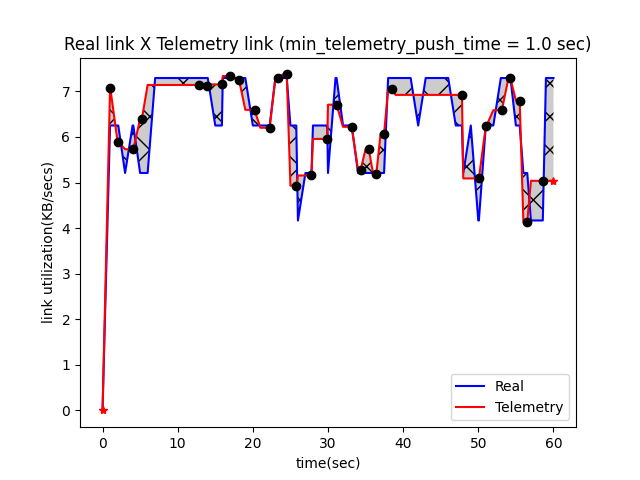 Real link X Telemetry link (min_telemetry_push_time = 1.0 sec)
link utilization(KB/secs)
7
6
5
4
3
2
1
0
0 10 20 30 40 50 60
time(sec)
Real
Telemetry